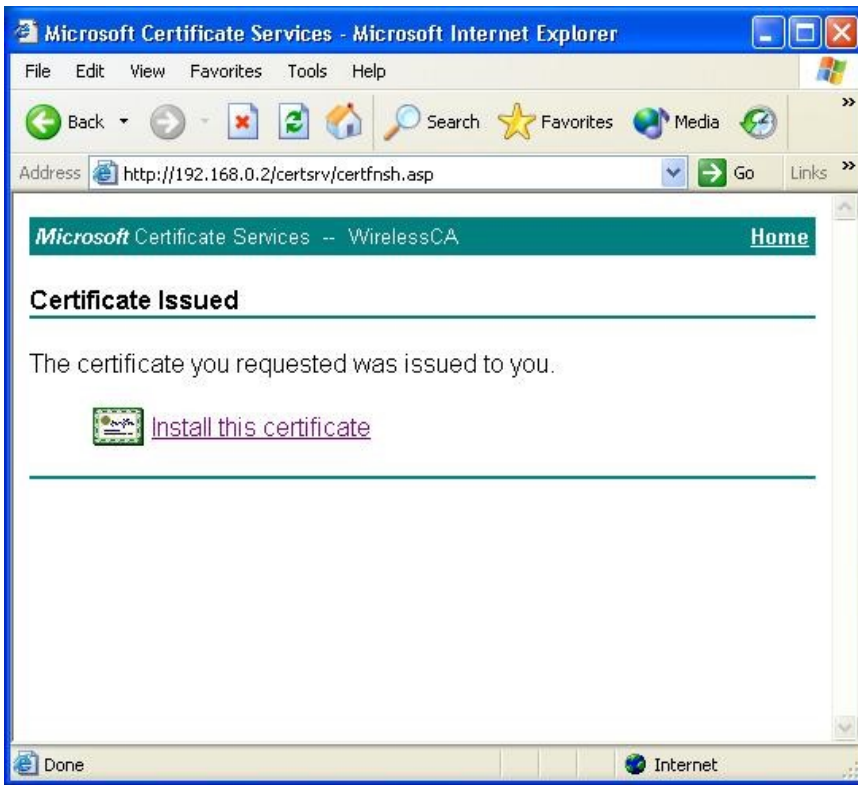 Microsoft Certificate Services - Microsoft Internet Explorer
File Edit View Favorites Tools Help
Back Search Favorites Media »
Address http://192.168.0.2/certsrv/certfnsh.asp Go Links »
Microsoft Certificate Services -- WirelessCA Home
Certificate Issued
The certificate you requested was issued to you.
Install this certificate
Done Internet